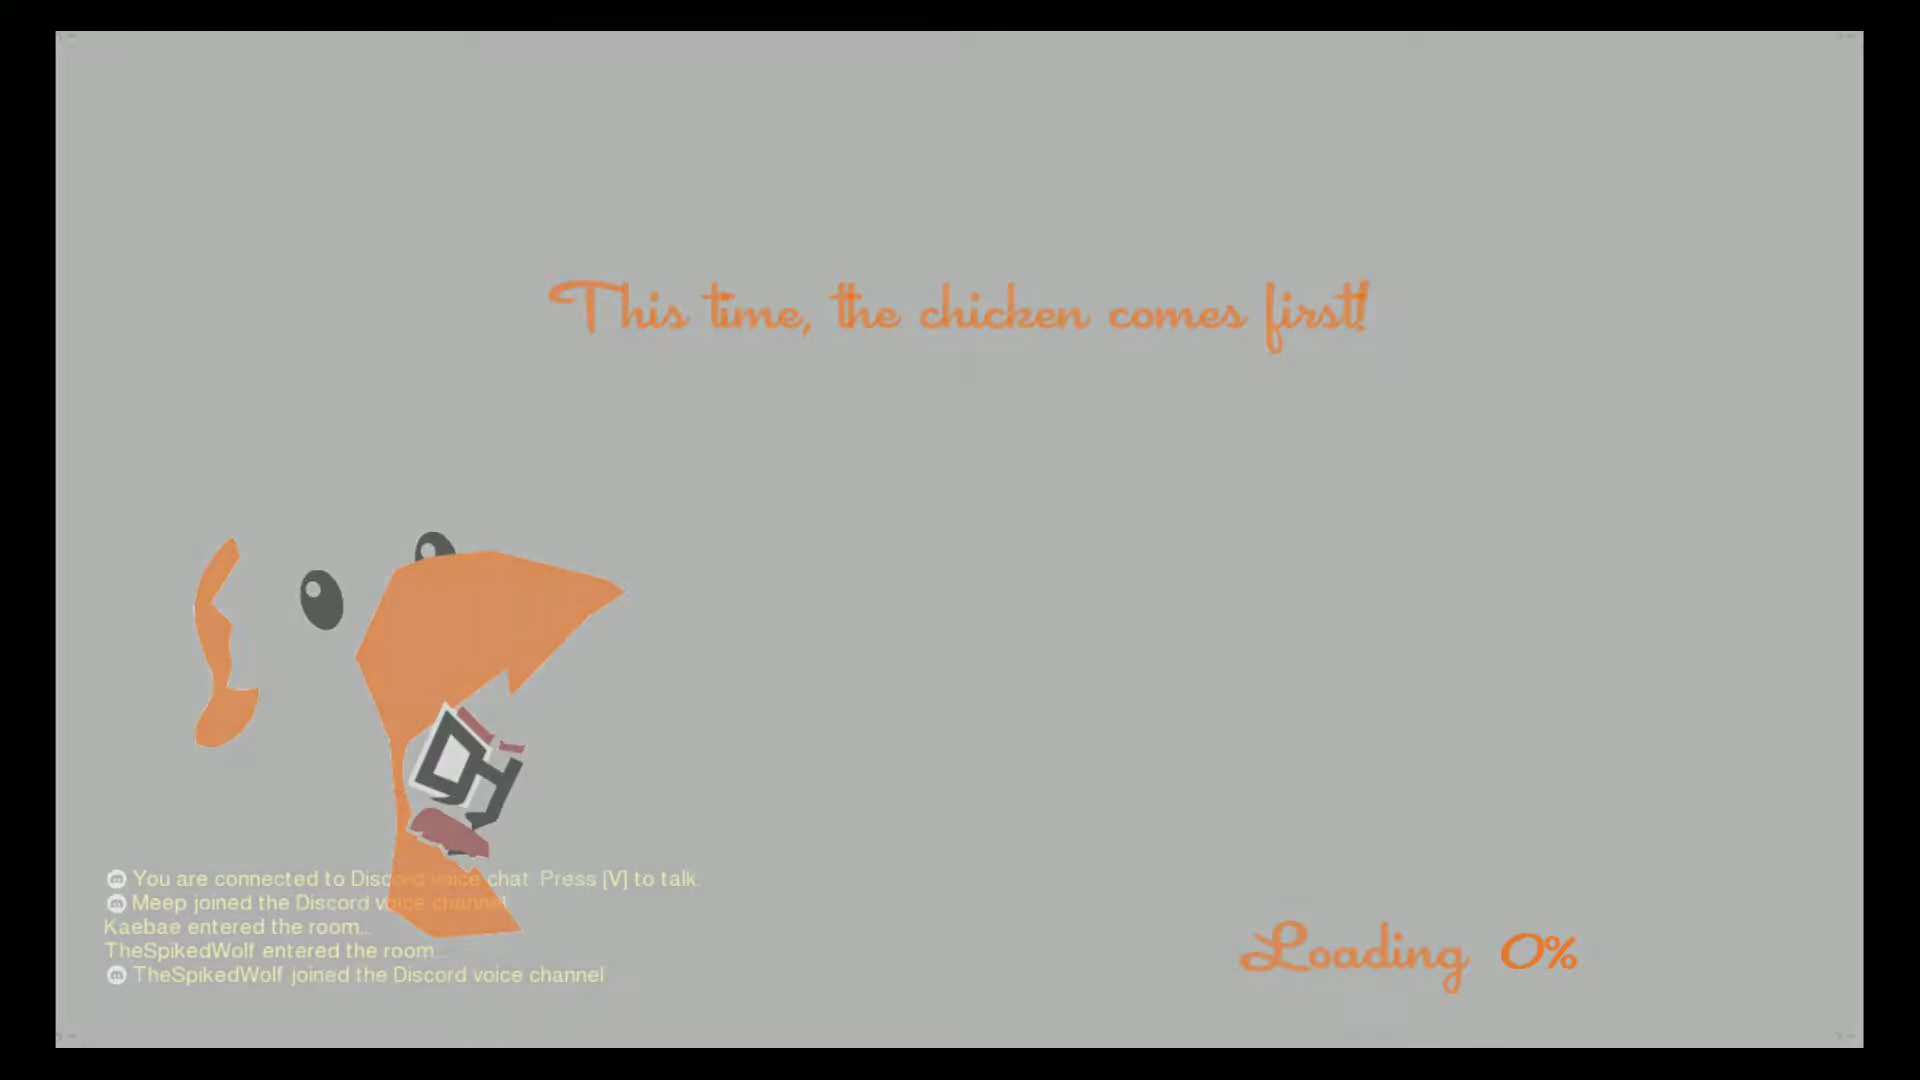 This time, the chicken comes first!
You are connected to Discord voice chat. Press [V] to talk.
Meep joined the Discord voice channel
Kaebae entered the room...
TheSpikedWolf entered the room...
TheSpikedWolf joined the Discord voice channel
Loading 0%